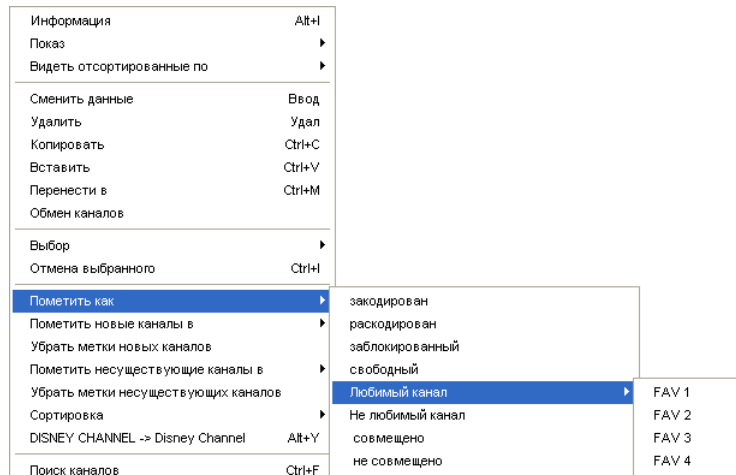 Информация Alt+I
Показ
Видеть отсортированные по
Сменить данные Ввод
Удалить Удал
Копировать Ctrl+C
Вставить Ctrl+V
Перенести в Ctrl+M
Обмен каналов
Выбор
Отмена выбранного Ctrl+I
Пометить как
Пометить новые каналы в
Убрать метки новых каналов
Пометить несуществующие каналы в
Убрать метки несуществующих каналов
Сортировка
DISNEY CHANNEL -> Disney Channel Alt+Y
Поиск каналов Ctrl+F
закодирован
раскодирован
заблокированный
свободный
Любимый канал
Не любимый канал
совмещено
не совмещено
FAV 1
FAV 2
FAV 3
FAV 4